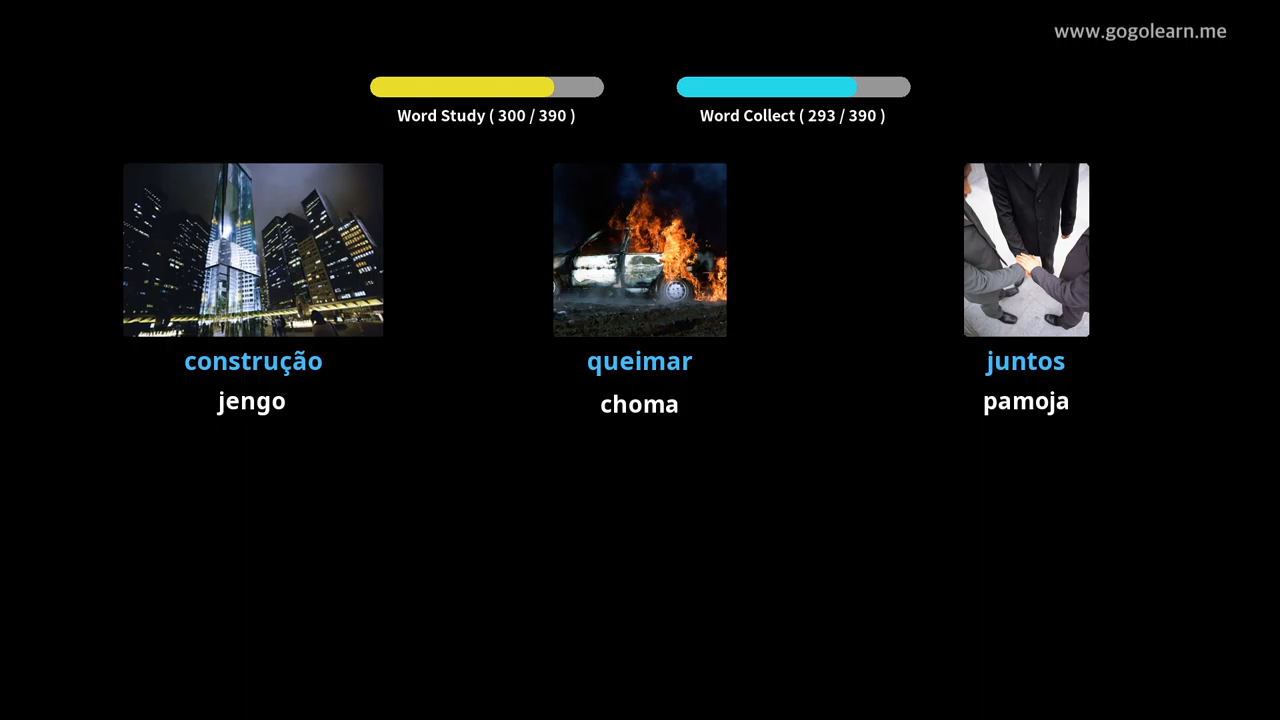 www.gogolearn.me
Word Study ( 300 / 390 )
Word Collect ( 293 / 390 )
construção
jengo
queimar
choma
juntos
pamoja